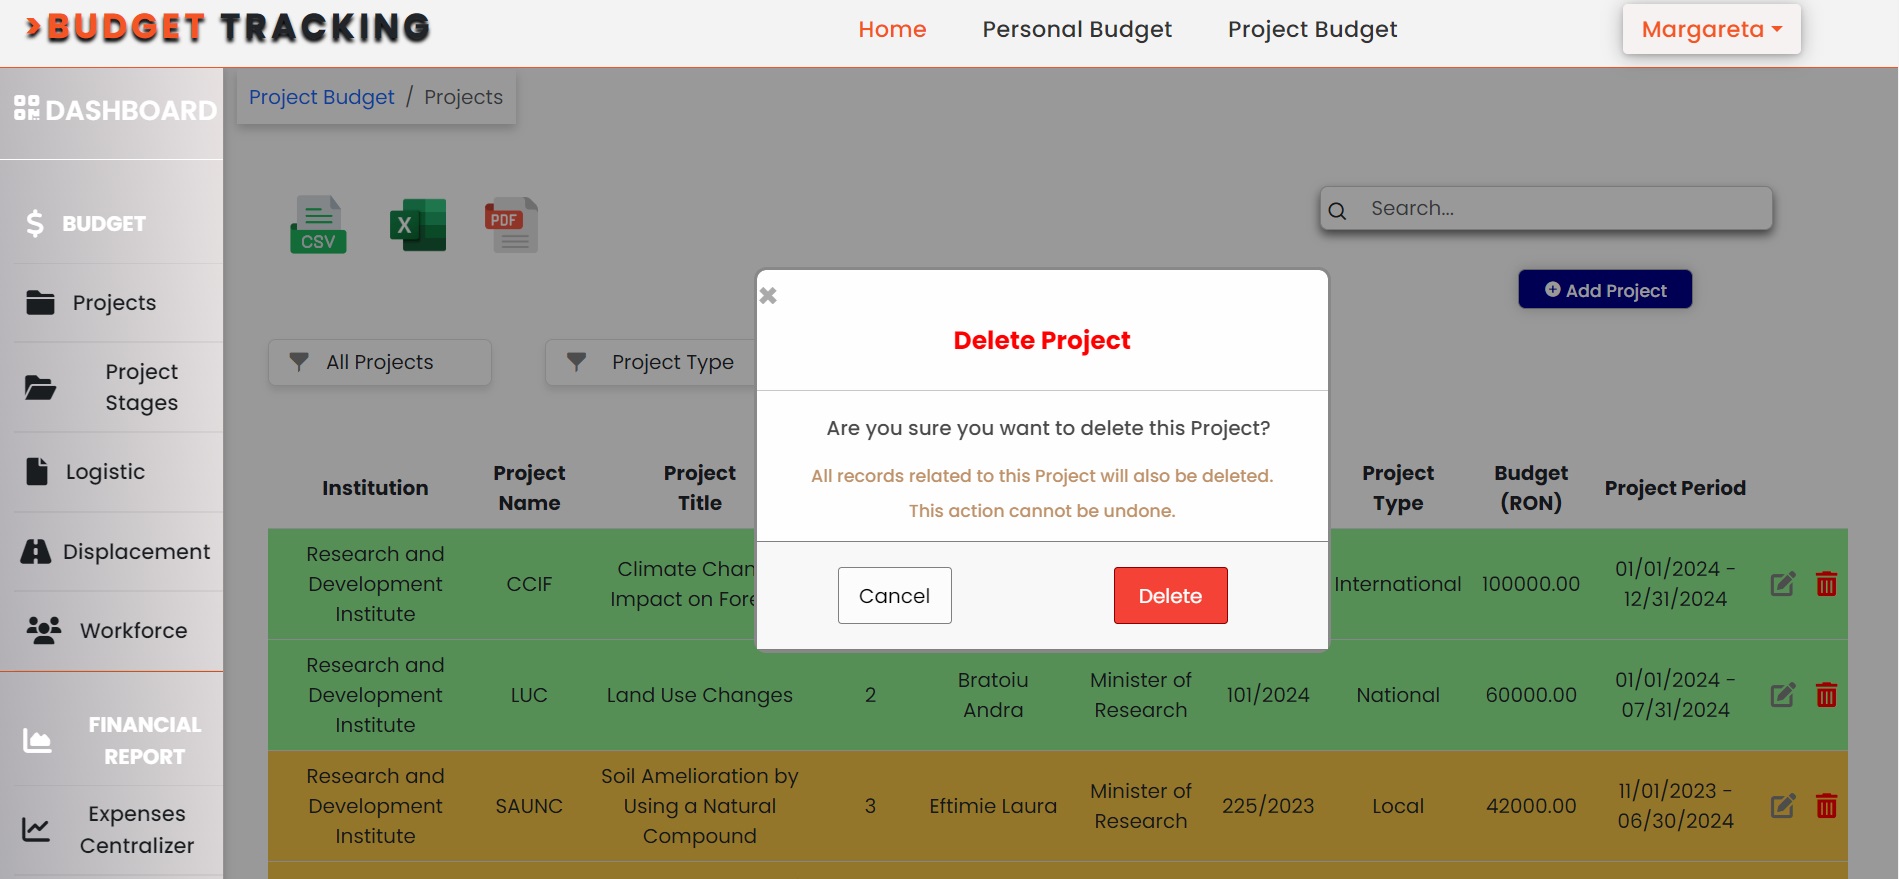 >BUDGET TRACKING
Home
Personal Budget
Project Budget
Margareta
DASHBOARD
BUDGET
Projects
Project
Stages
Logistic
Displacement
Workforce
FINANCIAL
REPORT
Expenses
Centralizer
Project Budget / Projects
CSV
X
PDF
Search...
Add Project
All Projects
Project Type
Delete Project
Are you sure you want to delete this Project?
All records related to this Project will also be deleted.
This action cannot be undone.
Cancel
Delete
Institution
Project
Name
Project
Title
Project
Type
Budget
(RON)
Project Period
Research and
Development
Institute
CCIF
Climate Chan
Impact on Fore
International
100000.00
01/01/2024 -
12/31/2024
Research and
Development
Institute
LUC
Land Use Changes
2
Bratoiu
Andra
Minister of
Research
101/2024
National
60000.00
01/01/2024 -
07/31/2024
Research and
Development
Institute
SAUNC
Soil Amelioration by
Using a Natural
Compound
3
Eftimie Laura
Minister of
Research
225/2023
Local
42000.00
11/01/2023 -
06/30/2024